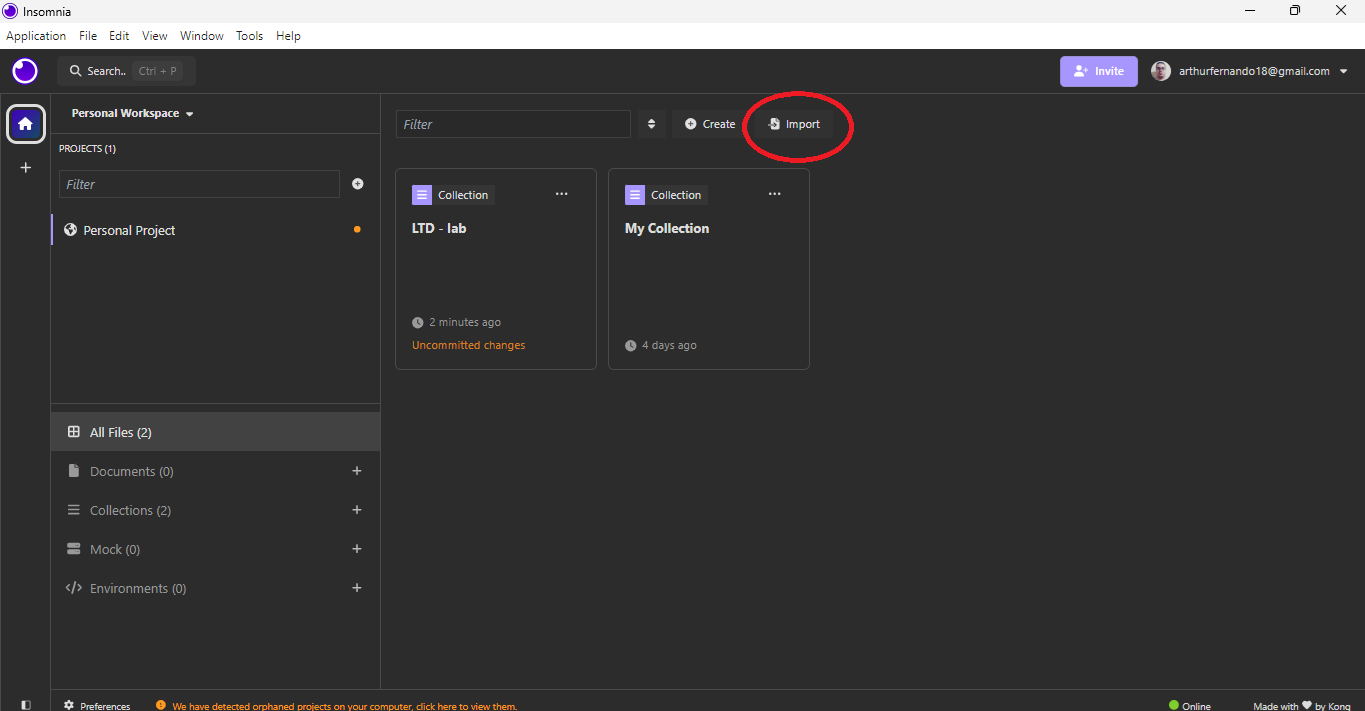 Insomnia
Application File Edit View Window Tools Help
Search.. Ctrl + P Invite arthurfernando18@gmail.com
Personal Workspace
Filter Create Import
PROJECTS (1)
Filter
Personal Project
Collection ...
LTD - lab
2 minutes ago
Uncommitted changes
Collection ...
My Collection
4 days ago
All Files (2)
Documents (0) +
Collections (2) +
Mock (0) +
Environments (0) +
Preferences We have detected orphaned projects on your computer, click here to view them. Online Made with ♥ by Kong